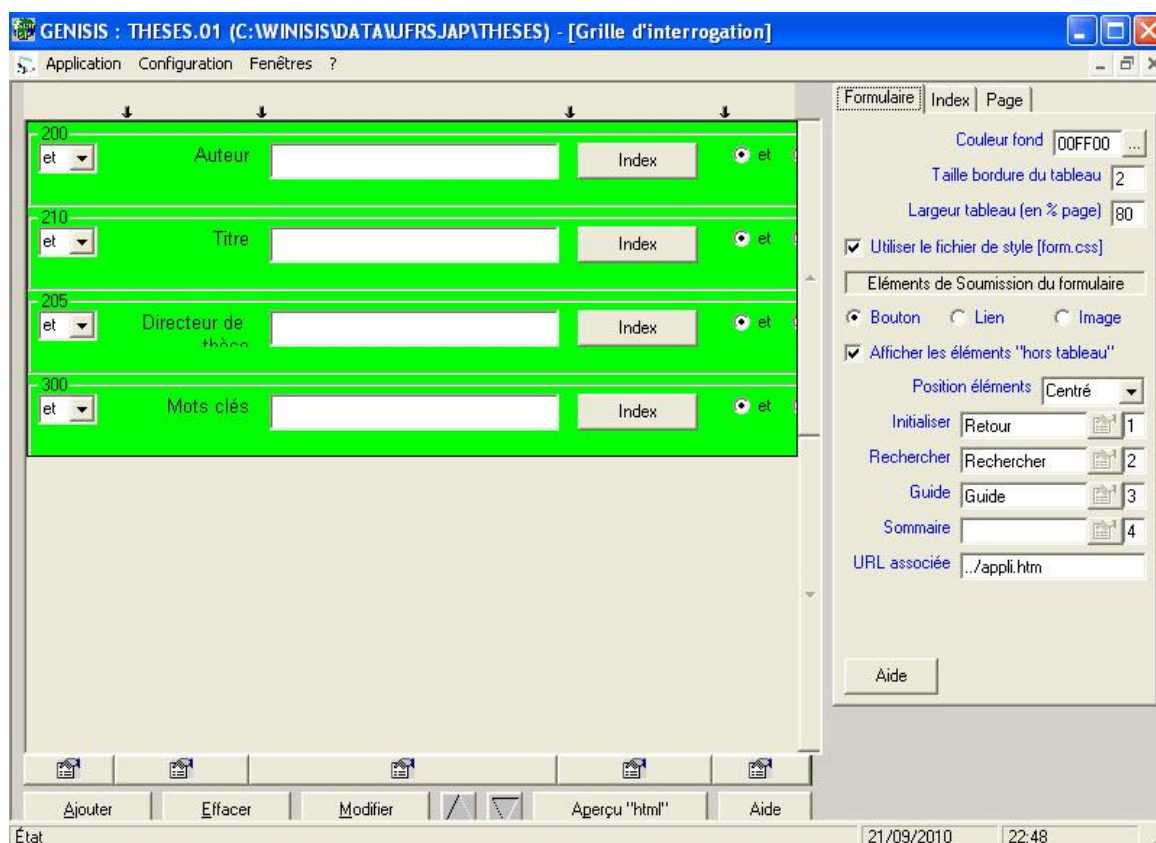 GENISIS : THESES.01 (C:\WINISIS\DATA\UFRSJAP\THESES) - [Grille d'interrogation]
Application Configuration Fenêtres ?
200
et Auteur Index et
210
et Titre Index et
205
et Directeur de thèse Index et
300
et Mots clés Index et
Formulaire Index Page
Couleur fond 00FF00 ...
Taille bordure du tableau 2
Largeur tableau (en % page) 80
Utiliser le fichier de style [form.css]
Eléments de Soumission du formulaire
Bouton Lien Image
Afficher les éléments "hors tableau"
Position éléments Centré
Initialiser Retour 1
Rechercher Rechercher 2
Guide Guide 3
Sommaire 4
URL associée ../appli.htm
Aide
Ajouter Effacer Modifier Aperçu "html" Aide
État 21/09/2010 22:48